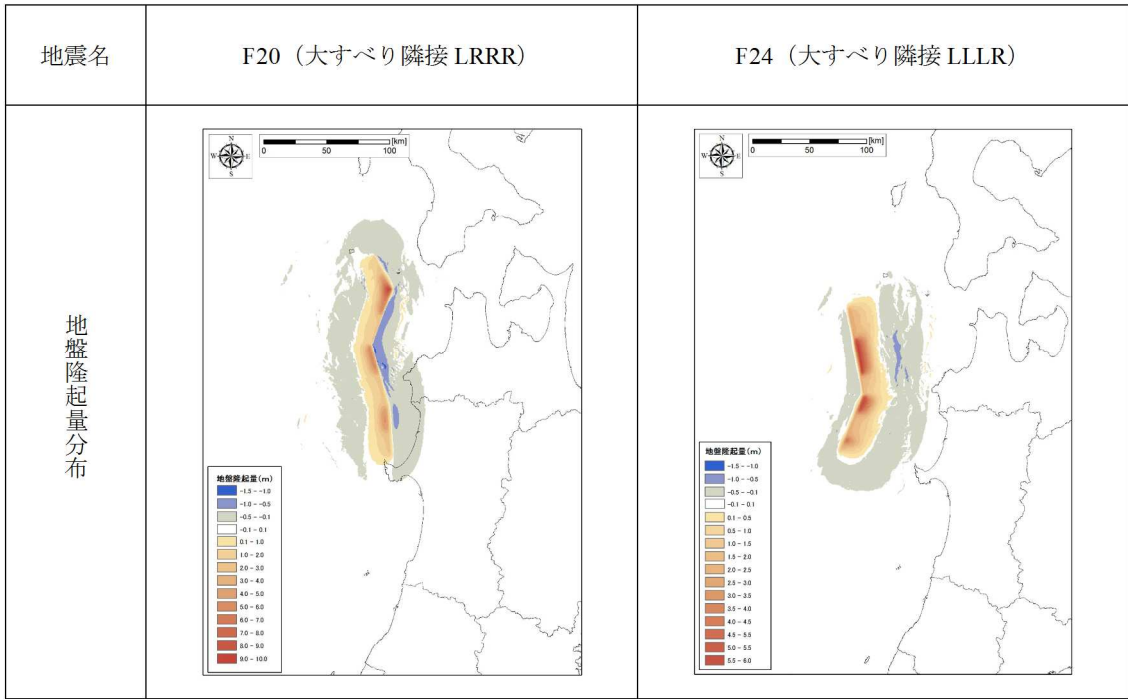 地震名
F20（大すべり隣接 LRRR）
F24（大すべり隣接 LLLR）
地盤隆起量分布
N
W
E
S
[km]
0
50
100
地盤隆起量(m)
-1.5 - -1.0
-1.0 - -0.5
-0.5 - -0.1
-0.1 - 0.1
0.1 - 1.0
1.0 - 2.0
2.0 - 3.0
3.0 - 4.0
4.0 - 5.0
5.0 - 6.0
6.0 - 7.0
7.0 - 8.0
8.0 - 9.0
9.0 - 10.0
N
W
E
S
[km]
0
50
100
地盤隆起量(m)
-1.5 - -1.0
-1.0 - -0.5
-0.5 - -0.1
-0.1 - 0.1
0.1 - 0.5
0.5 - 1.0
1.0 - 1.5
1.5 - 2.0
2.0 - 2.5
2.5 - 3.0
3.0 - 3.5
3.5 - 4.0
4.0 - 4.5
4.5 - 5.5
5.0 - 5.5
5.5 - 6.0